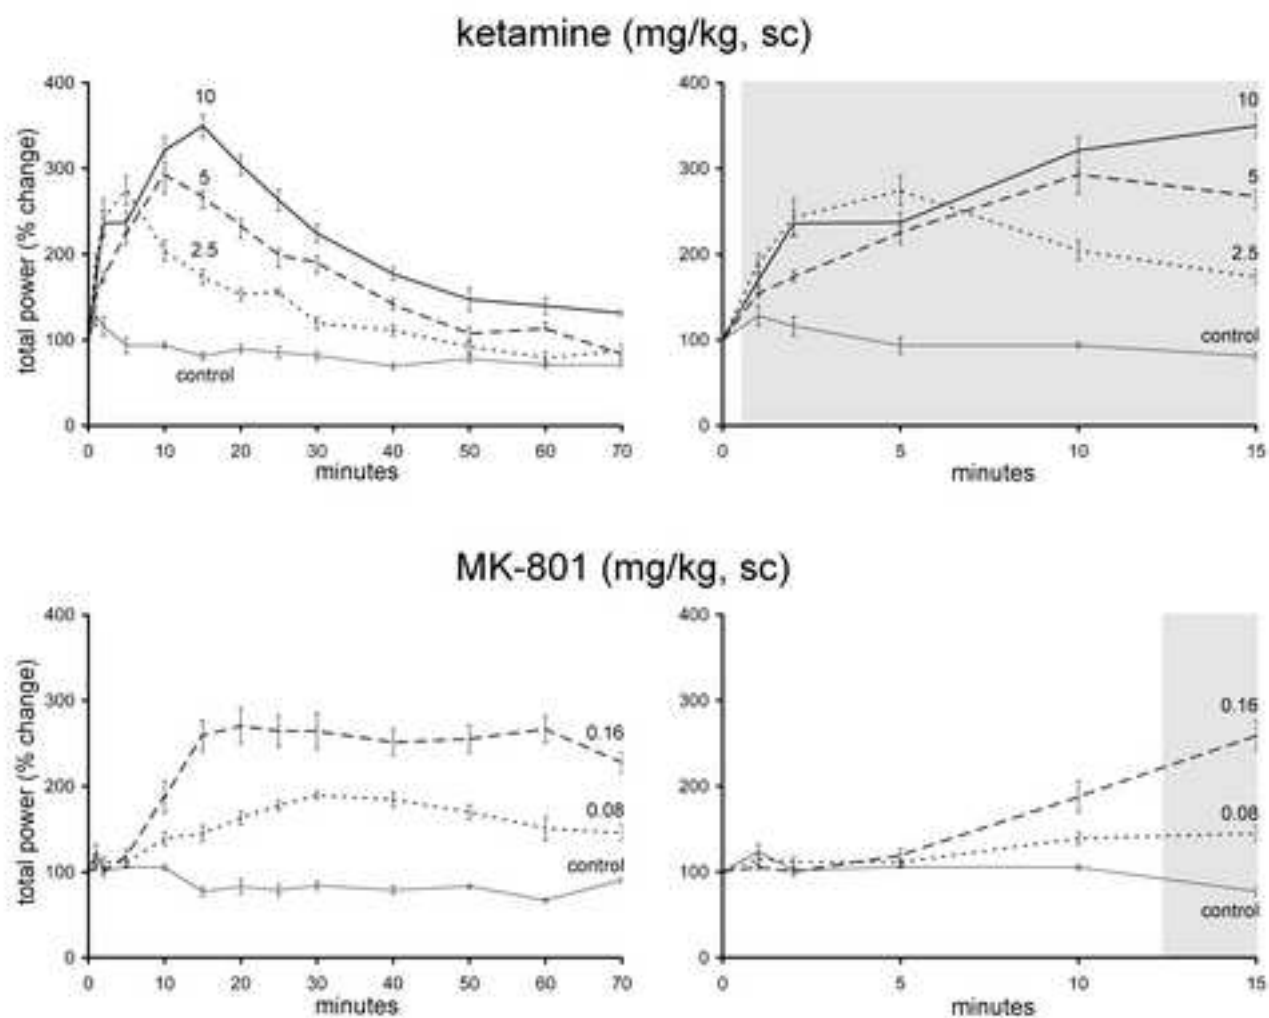 ketamine (mg/kg, sc)
total power (% change)
400
300
200
100
0
10
5
2.5
control
0 10 20 30 40 50 60 70
minutes
400
300
200
100
0
10
5
2.5
control
0 5 10 15
minutes
MK-801 (mg/kg, sc)
total power (% change)
400
300
200
100
0
0.16
0.08
control
0 10 20 30 40 50 60 70
minutes
400
300
200
100
0
0.16
0.08
control
0 5 10 15
minutes